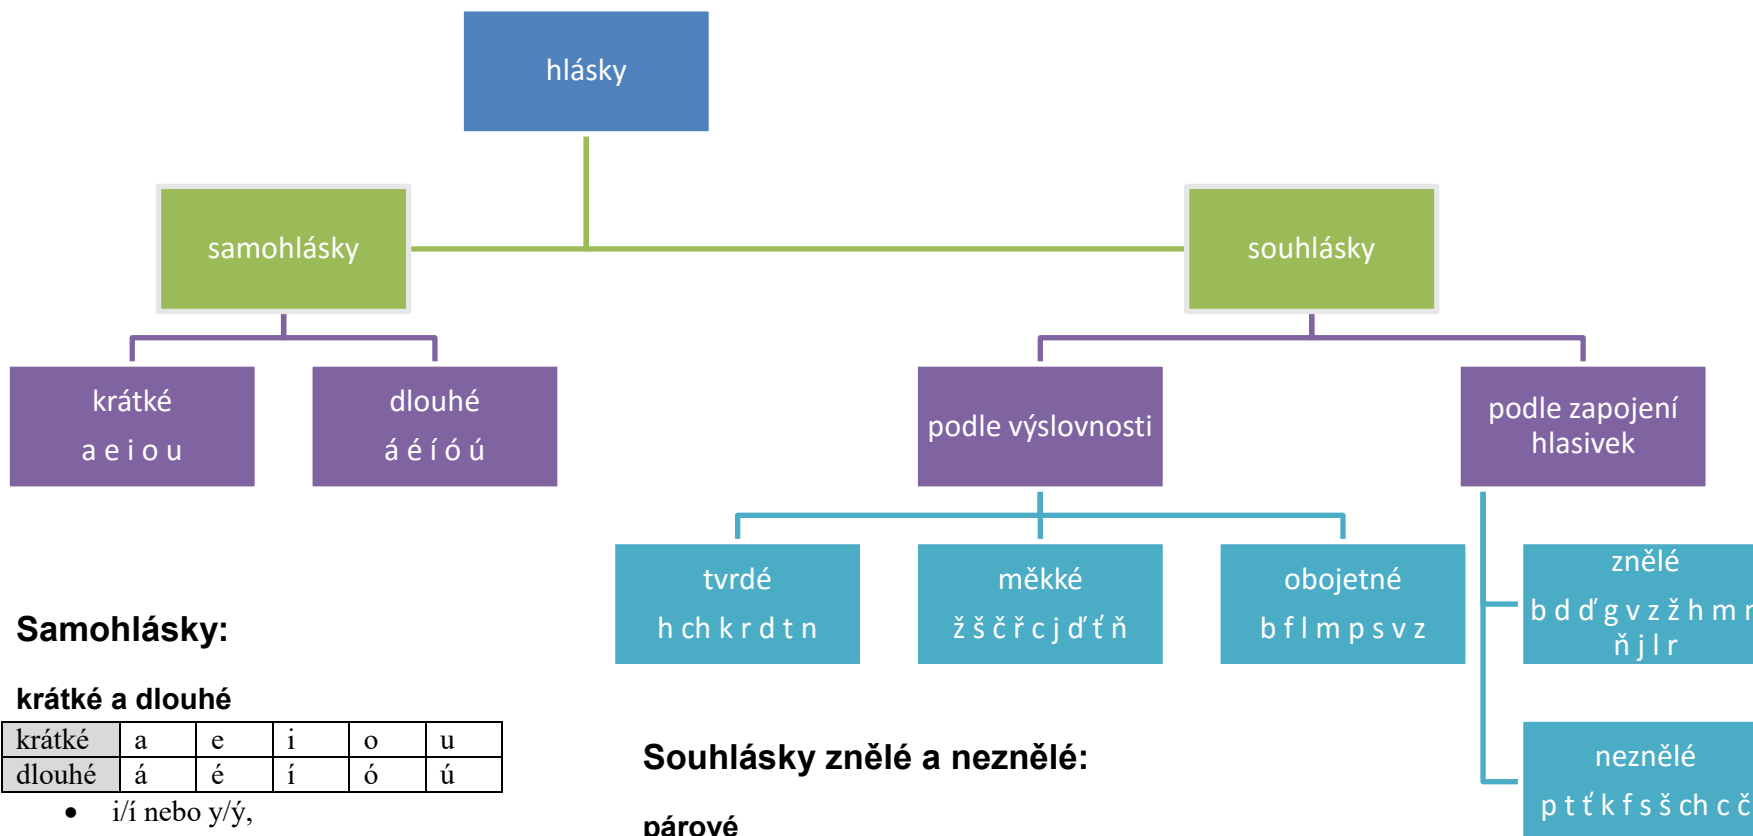 hlásky
samohlásky
souhlásky
krátké
a e i o u
dlouhé
á é í ó ú
podle výslovnosti
podle zapojení
hlasivek
tvrdé
h ch k r d t n
měkké
ž š č ř c j ď ť ň
obojetné
b f l m p s v z
znělé
b d ď g v z ž h m
ň j l r
neznělé
p t ť k f s š ch c č
Samohlásky:
krátké a dlouhé
krátké a e i o u
dlouhé á é í ó ú
• i/í nebo y/ý,
Souhlásky znělé a neznělé:
párové